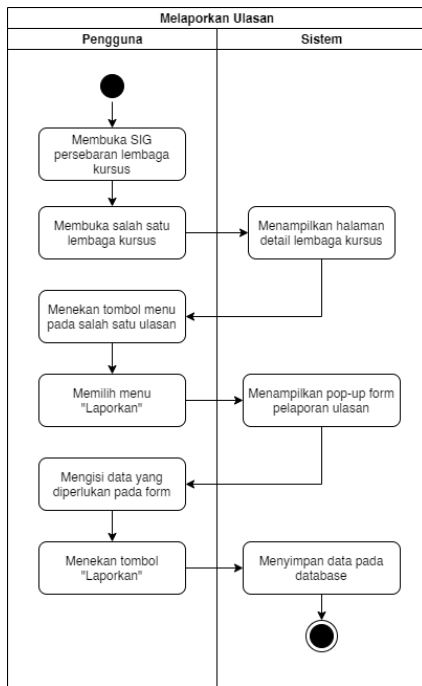 Melaporkan Ulasan
Pengguna
Sistem
Membuka SIG
persebaran lembaga
kursus
Membuka salah satu
lembaga kursus
Menampilkan halaman
detail lembaga kursus
Menekan tombol menu
pada salah satu ulasan
Memilih menu
"Laporkan"
Menampilkan pop-up form
pelaporan ulasan
Mengisi data yang
diperlukan pada form
Menekan tombol
"Laporkan"
Menyimpan data pada
database